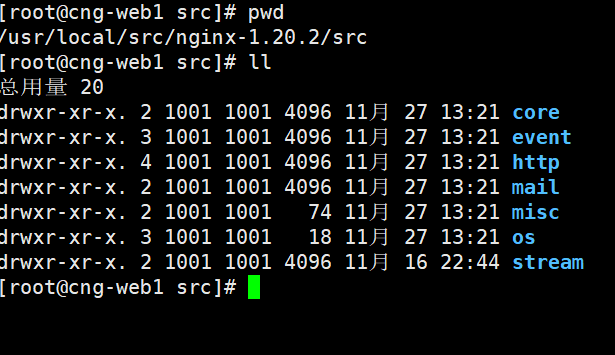 [root@cng-web1 src]# pwd
/usr/local/src/nginx-1.20.2/src
[root@cng-web1 src]# ll
总用量 20
drwxr-xr-x. 2 1001 1001 4096 11月 27 13:21 core
drwxr-xr-x. 3 1001 1001 4096 11月 27 13:21 event
drwxr-xr-x. 4 1001 1001 4096 11月 27 13:21 http
drwxr-xr-x. 2 1001 1001 4096 11月 27 13:21 mail
drwxr-xr-x. 2 1001 1001   74 11月 27 13:21 misc
drwxr-xr-x. 3 1001 1001   18 11月 27 13:21 os
drwxr-xr-x. 2 1001 1001 4096 11月 16 22:44 stream
[root@cng-web1 src]#